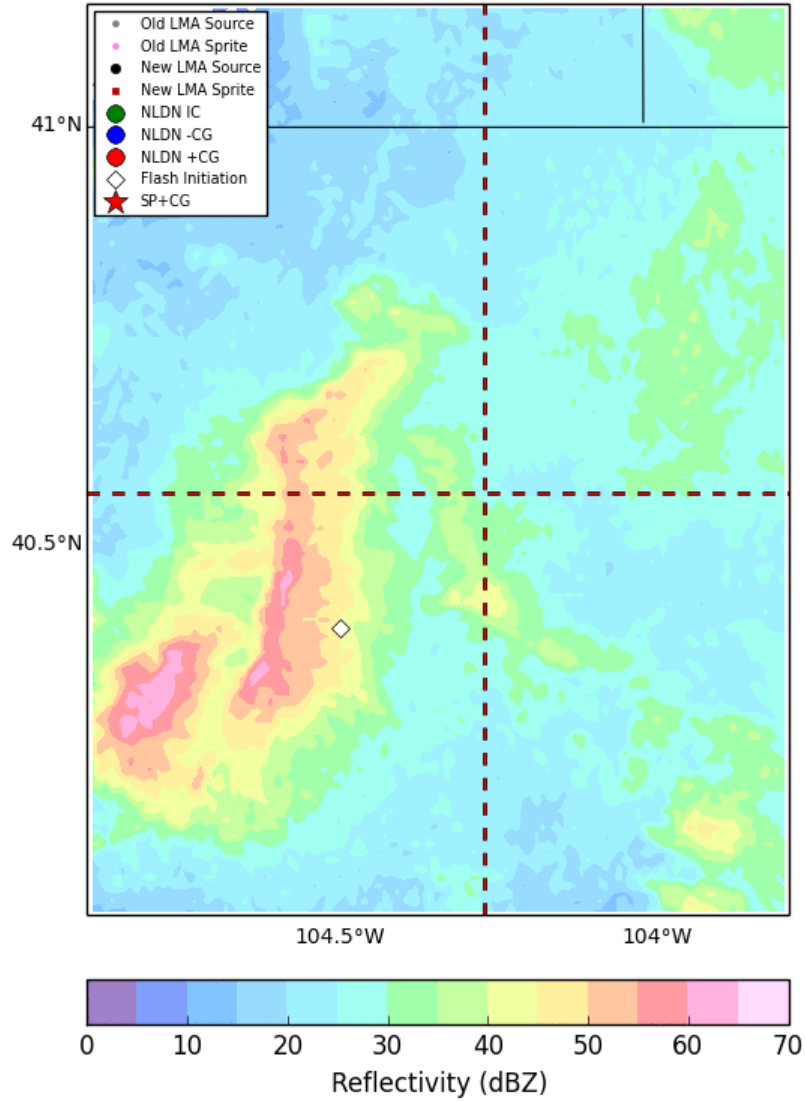 Old LMA Source
Old LMA Sprite
New LMA Source
New LMA Sprite
NLDN IC
NLDN -CG
NLDN +CG
Flash Initiation
SP+CG
41°N
40.5°N
104.5°W 104°W
0 10 20 30 40 50 60 70
Reflectivity (dBZ)